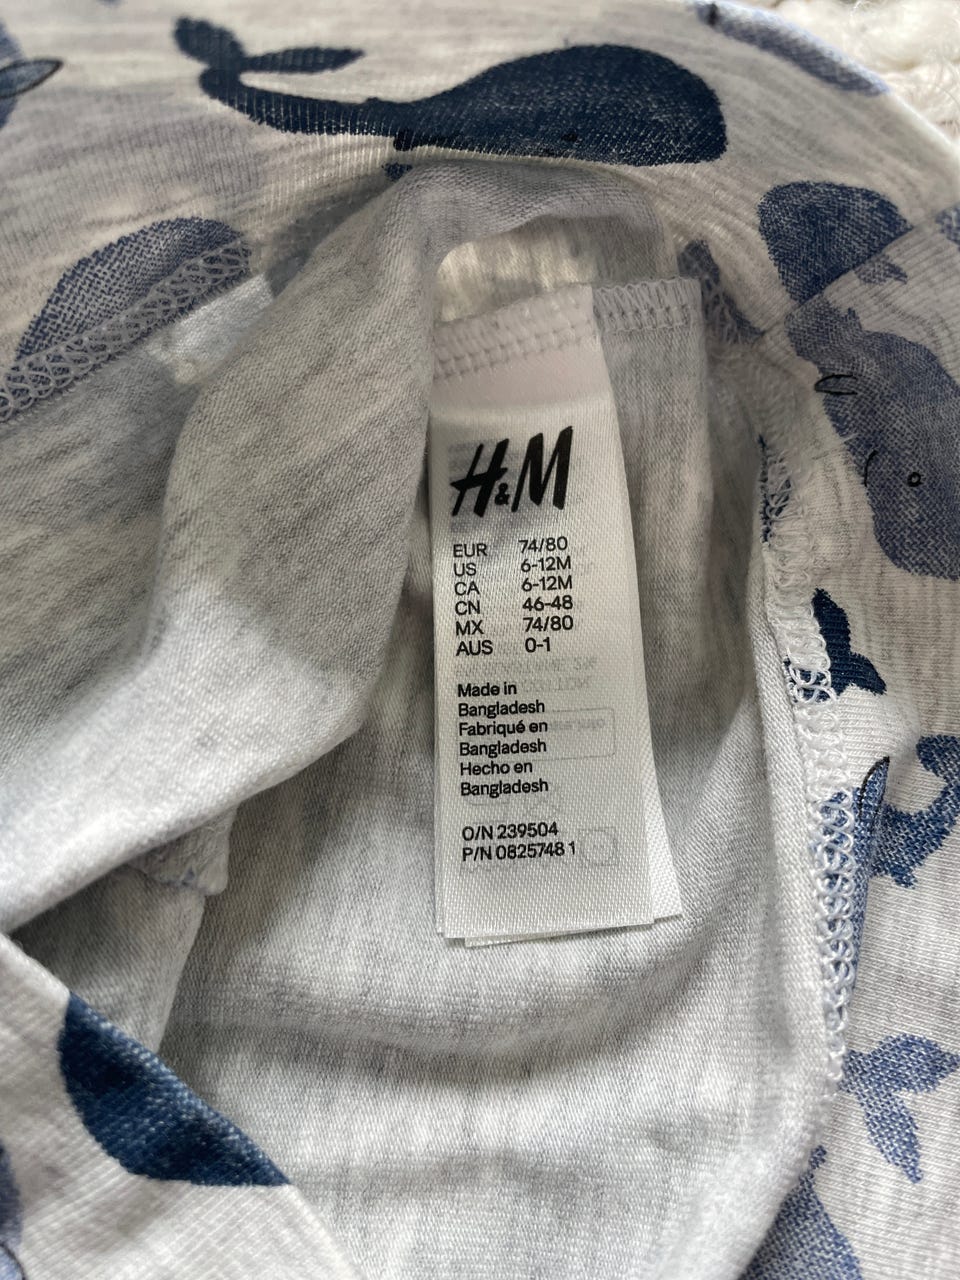 H&M
EUR 74/80
US 6-12M
CA 6-12M
CN 46-48
MX 74/80
AUS 0-1
Made in
Bangladesh
Fabriqué en
Bangladesh
Hecho en
Bangladesh
O/N 239504
P/N 0825748 1